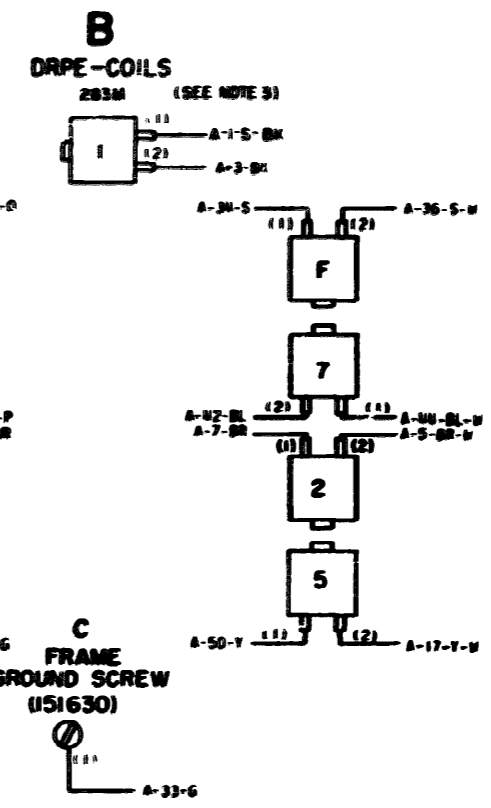 B
DRPE-COILS
283M (SEE NOTE 3)
(1)
A-1-S-BK
1
(2)
A-3-BK
A-34-S A-36-S-W
(1) (2)
F
7
(2) (1)
A-42-BL A-44-BL-W
A-7-BR A-5-BR-W
(1) (2)
2
5
(1) (2)
A-50-Y A-17-Y-W
C
FRAME
GROUND SCREW
(151630)
(1)
A-33-G